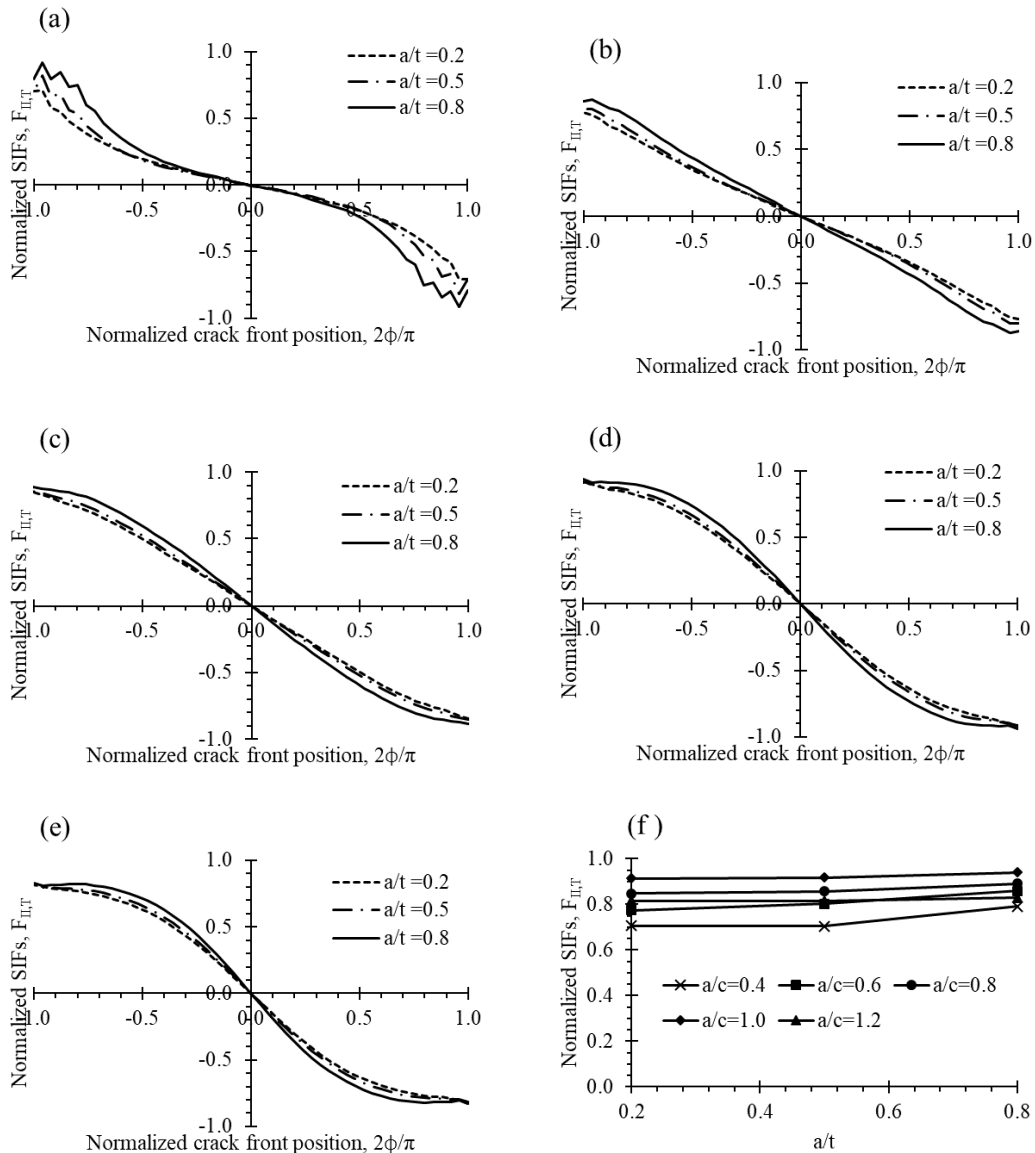 (a)
1.0
a/t =0.2
a/t =0.5
a/t =0.8
0.5
0.0
1.0
-0.5
0.0
0.5
1.0
-0.5
-1.0
Normalized SIFs, F_II,T
Normalized crack front position, 2ϕ/π
(b)
1.0
a/t =0.2
a/t =0.5
a/t =0.8
0.5
0.0
1.0
-0.5
0.0
0.5
1.0
-0.5
-1.0
Normalized SIFs, F_II,T
Normalized crack front position, 2ϕ/π
(c)
1.0
a/t =0.2
a/t =0.5
a/t =0.8
0.5
0.0
1.0
-0.5
0.0
0.5
1.0
-0.5
-1.0
Normalized SIFs, F_II,T
Normalized crack front position, 2ϕ/π
(d)
1.0
a/t =0.2
a/t =0.5
a/t =0.8
0.5
0.0
1.0
-0.5
0.0
0.5
1.0
-0.5
-1.0
Normalized SIFs, F_II,T
Normalized crack front position, 2ϕ/π
(e)
1.0
a/t =0.2
a/t =0.5
a/t =0.8
0.5
0.0
1.0
-0.5
0.0
0.5
1.0
-0.5
-1.0
Normalized SIFs, F_II,T
Normalized crack front position, 2ϕ/π
(f )
1.0
0.8
0.6
0.4
0.2
0.0
a/c=0.4
a/c=0.6
a/c=0.8
a/c=1.0
a/c=1.2
0.2
0.4
0.6
0.8
Normalized SIFs, F_II,T
a/t